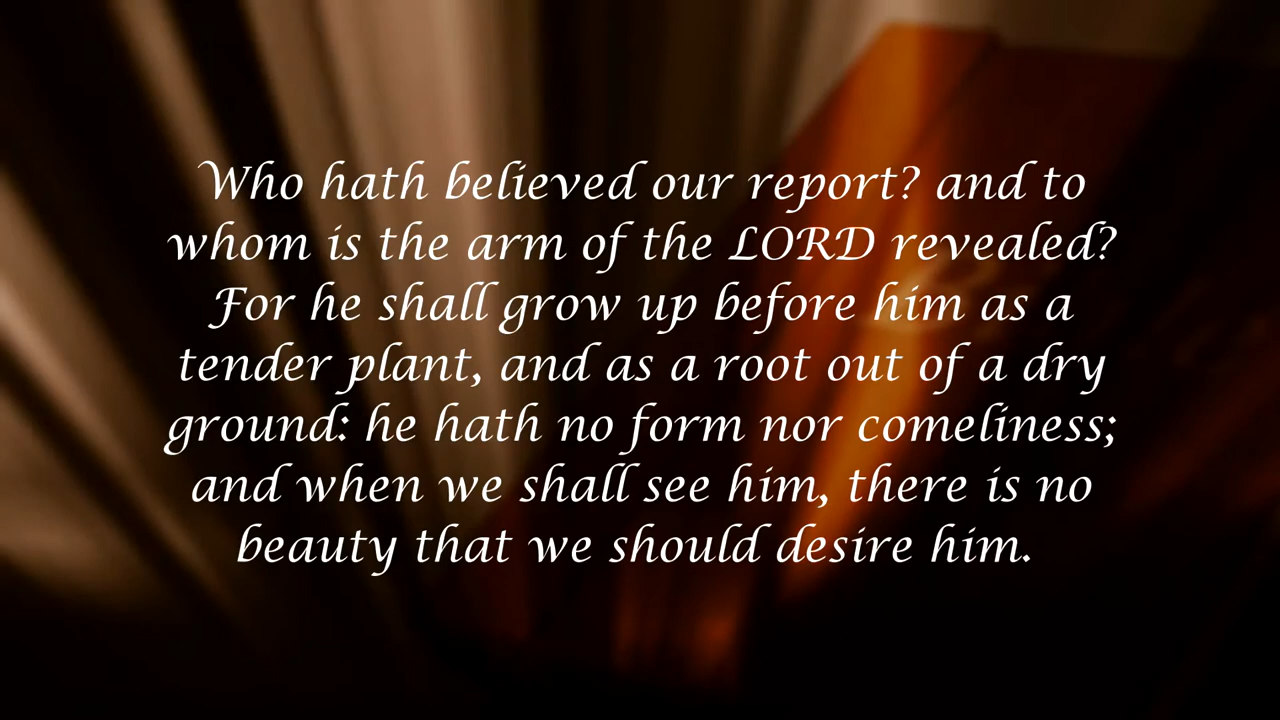 Who hath believed our report? and to
whom is the arm of the LORD revealed?
For he shall grow up before him as a
tender plant, and as a root out of a dry
ground: he hath no form nor comeliness;
and when we shall see him, there is no
beauty that we should desire him.